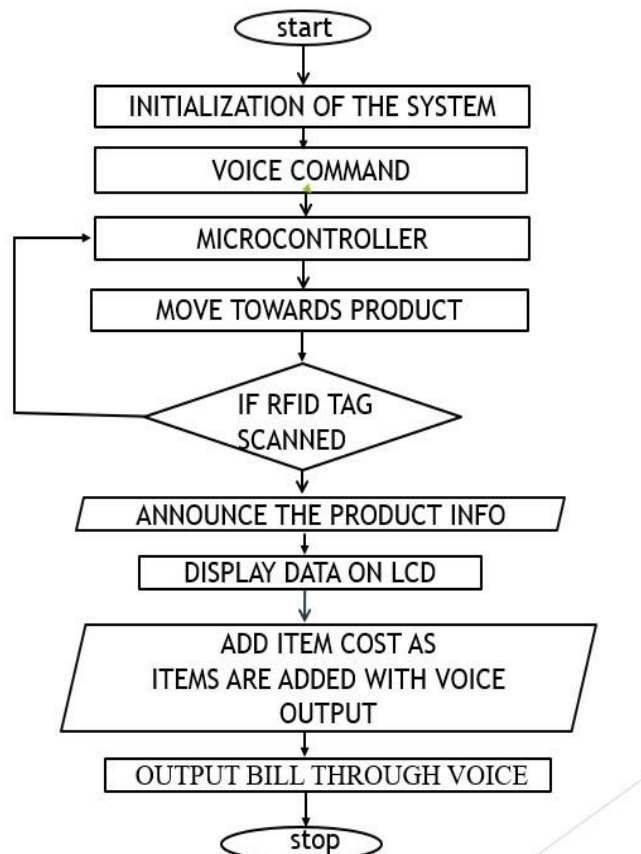 start
INITIALIZATION OF THE SYSTEM
VOICE COMMAND
MICROCONTROLLER
MOVE TOWARDS PRODUCT
IF RFID TAG
SCANNED
ANNOUNCE THE PRODUCT INFO
DISPLAY DATA ON LCD
ADD ITEM COST AS
ITEMS ARE ADDED WITH VOICE
OUTPUT
OUTPUT BILL THROUGH VOICE
stop